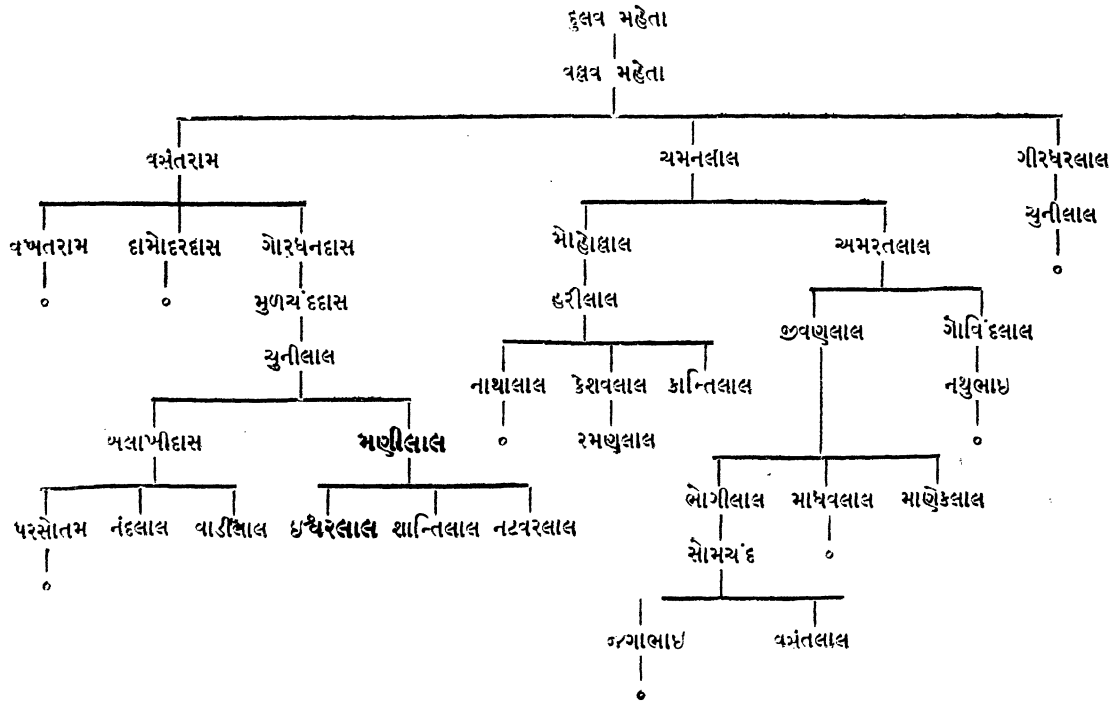 દુલવ મહેતા
વલ્લવ મહેતા
વસંતરામ ચમનલાલ ગીરધરલાલ
ચુનીલાલ
વખતરામ દામોદરદાસ ગોરધનદાસ મોહોલ્લાલ અમરતલાલ
મુળચંદદાસ હરીલાલ
જીવણલાલ ગોવિંદલાલ
ચુનીલાલ
નાથાલાલ કેશવલાલ કાન્તિલાલ નથુભાઇ
બલાખીદાસ મણીલાલ રમણલાલ
ભોગીલાલ માધવલાલ માણેકલાલ
પરસોતમ નંદલાલ વાડીલાલ ઇશ્વરલાલ શાન્તિલાલ નટવરલાલ
સોમચંદ
જગાભાઇ વસંતલાલ